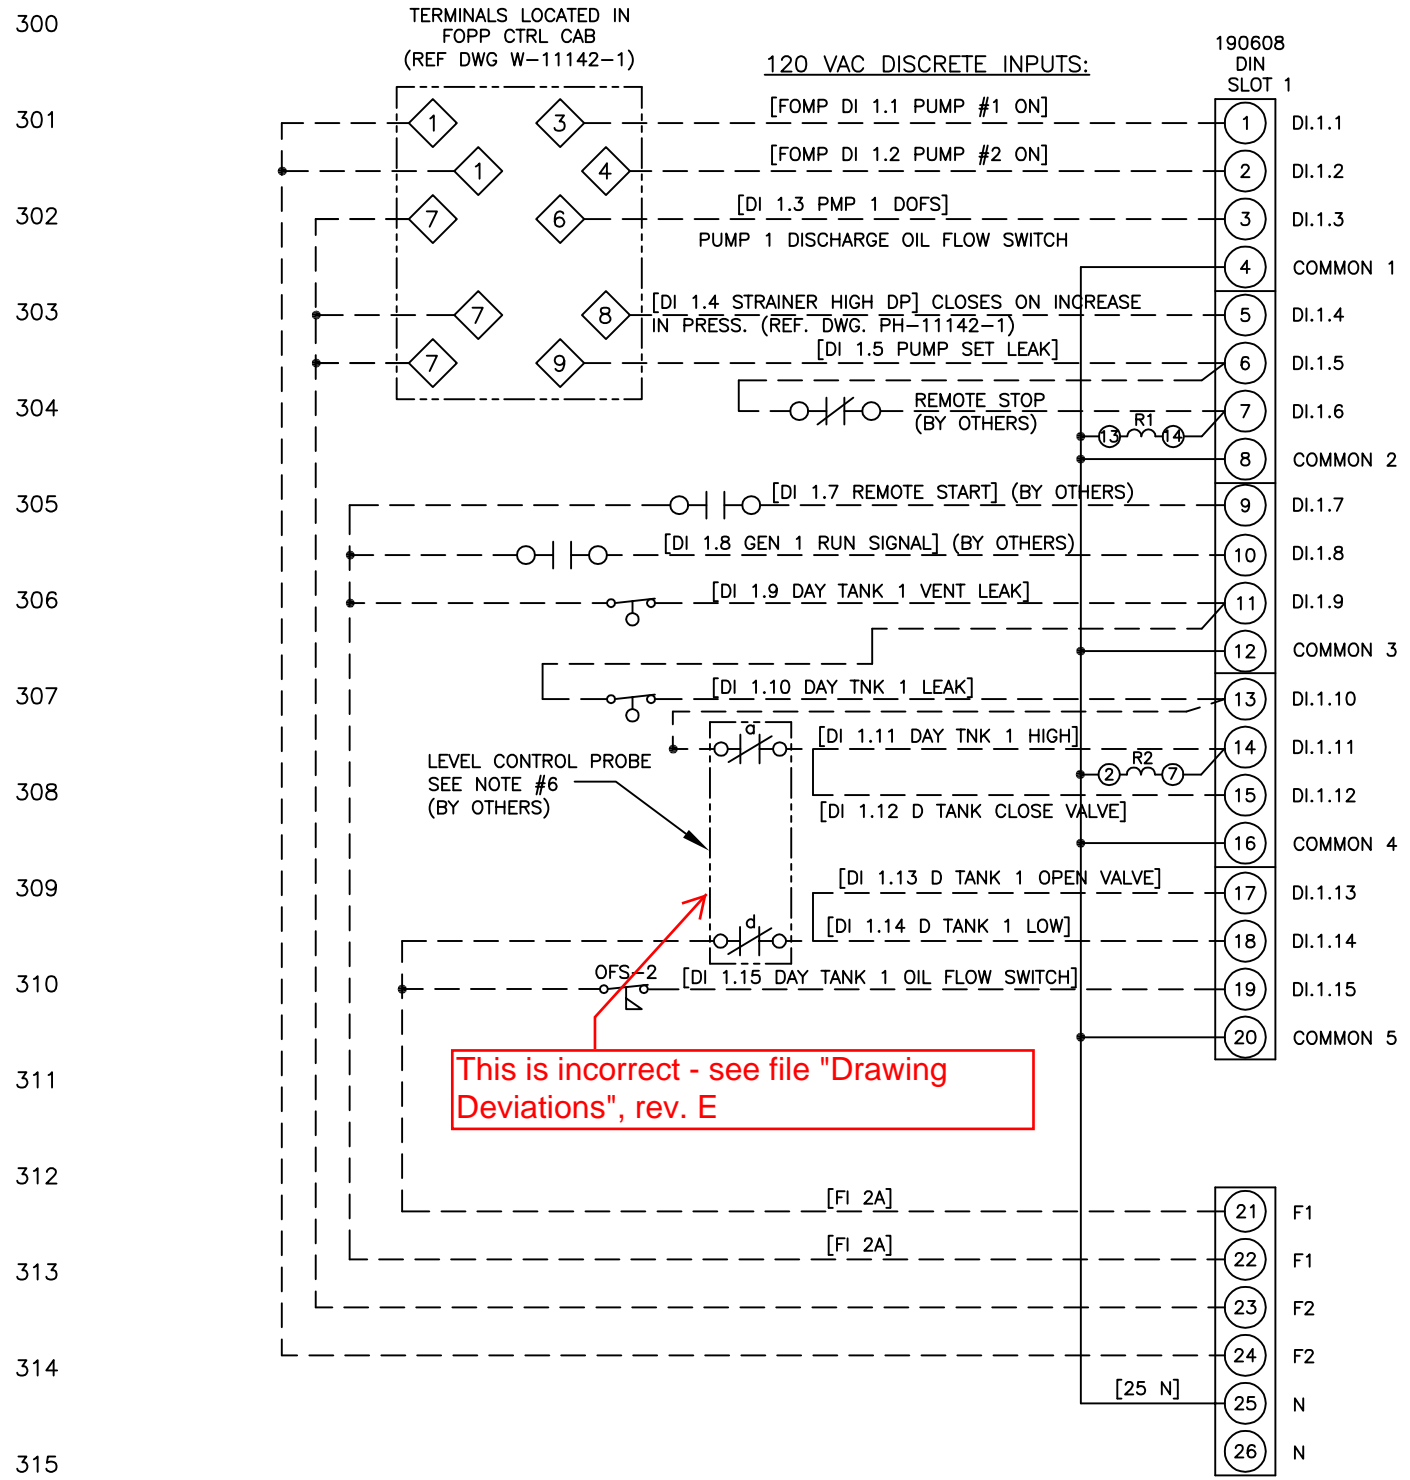 300
TERMINALS LOCATED IN
FOPP CTRL CAB
(REF DWG W-11142-1)
120 VAC DISCRETE INPUTS:
190608
DIN
SLOT 1
301
1
3
[FOMP DI 1.1 PUMP #1 ON]
1
DI.1.1
1
4
[FOMP DI 1.2 PUMP #2 ON]
2
DI.1.2
302
7
6
[DI 1.3 PMP 1 DOFS]
3
DI.1.3
PUMP 1 DISCHARGE OIL FLOW SWITCH
4
COMMON 1
303
7
8
[DI 1.4 STRAINER HIGH DP] CLOSES ON INCREASE
IN PRESS. (REF. DWG. PH-11142-1)
5
DI.1.4
7
9
[DI 1.5 PUMP SET LEAK]
6
DI.1.5
304
REMOTE STOP
(BY OTHERS)
7
DI.1.6
13
R1
14
8
COMMON 2
305
[DI 1.7 REMOTE START] (BY OTHERS)
9
DI.1.7
[DI 1.8 GEN 1 RUN SIGNAL] (BY OTHERS)
10
DI.1.8
306
[DI 1.9 DAY TANK 1 VENT LEAK]
11
DI.1.9
12
COMMON 3
307
[DI 1.10 DAY TNK 1 LEAK]
13
DI.1.10
a
[DI 1.11 DAY TNK 1 HIGH]
14
DI.1.11
LEVEL CONTROL PROBE
SEE NOTE #6
(BY OTHERS)
2
R2
7
308
[DI 1.12 D TANK CLOSE VALVE]
15
DI.1.12
16
COMMON 4
309
[DI 1.13 D TANK 1 OPEN VALVE]
17
DI.1.13
d
[DI 1.14 D TANK 1 LOW]
18
DI.1.14
310
OFS-2
[DI 1.15 DAY TANK 1 OIL FLOW SWITCH]
19
DI.1.15
20
COMMON 5
311
This is incorrect - see file "Drawing
Deviations", rev. E
312
[FI 2A]
21
F1
[FI 2A]
22
F1
313
23
F2
314
24
F2
[25 N]
25
N
26
N
315